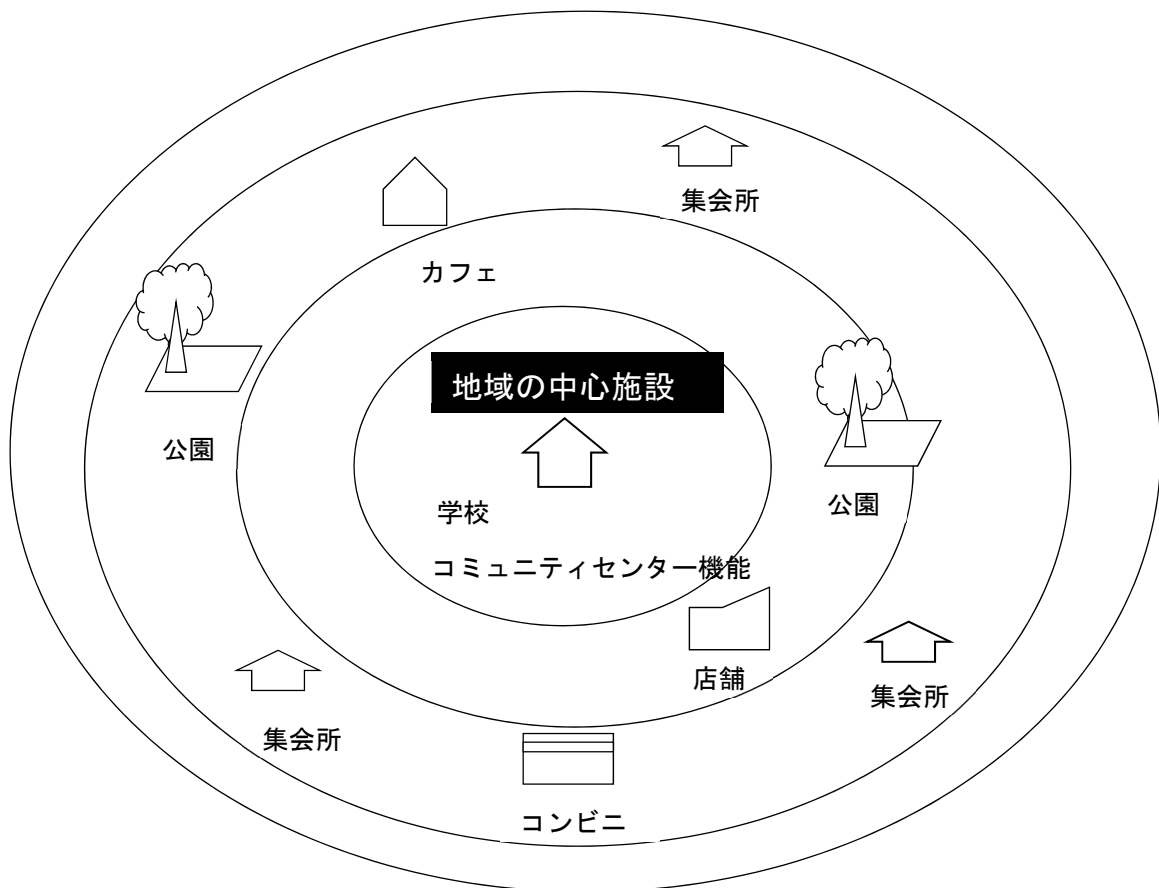 集会所
カフェ
地域の中心施設
公園
学校
公園
コミュニティセンター機能
店舗
集会所
集会所
コンビニ